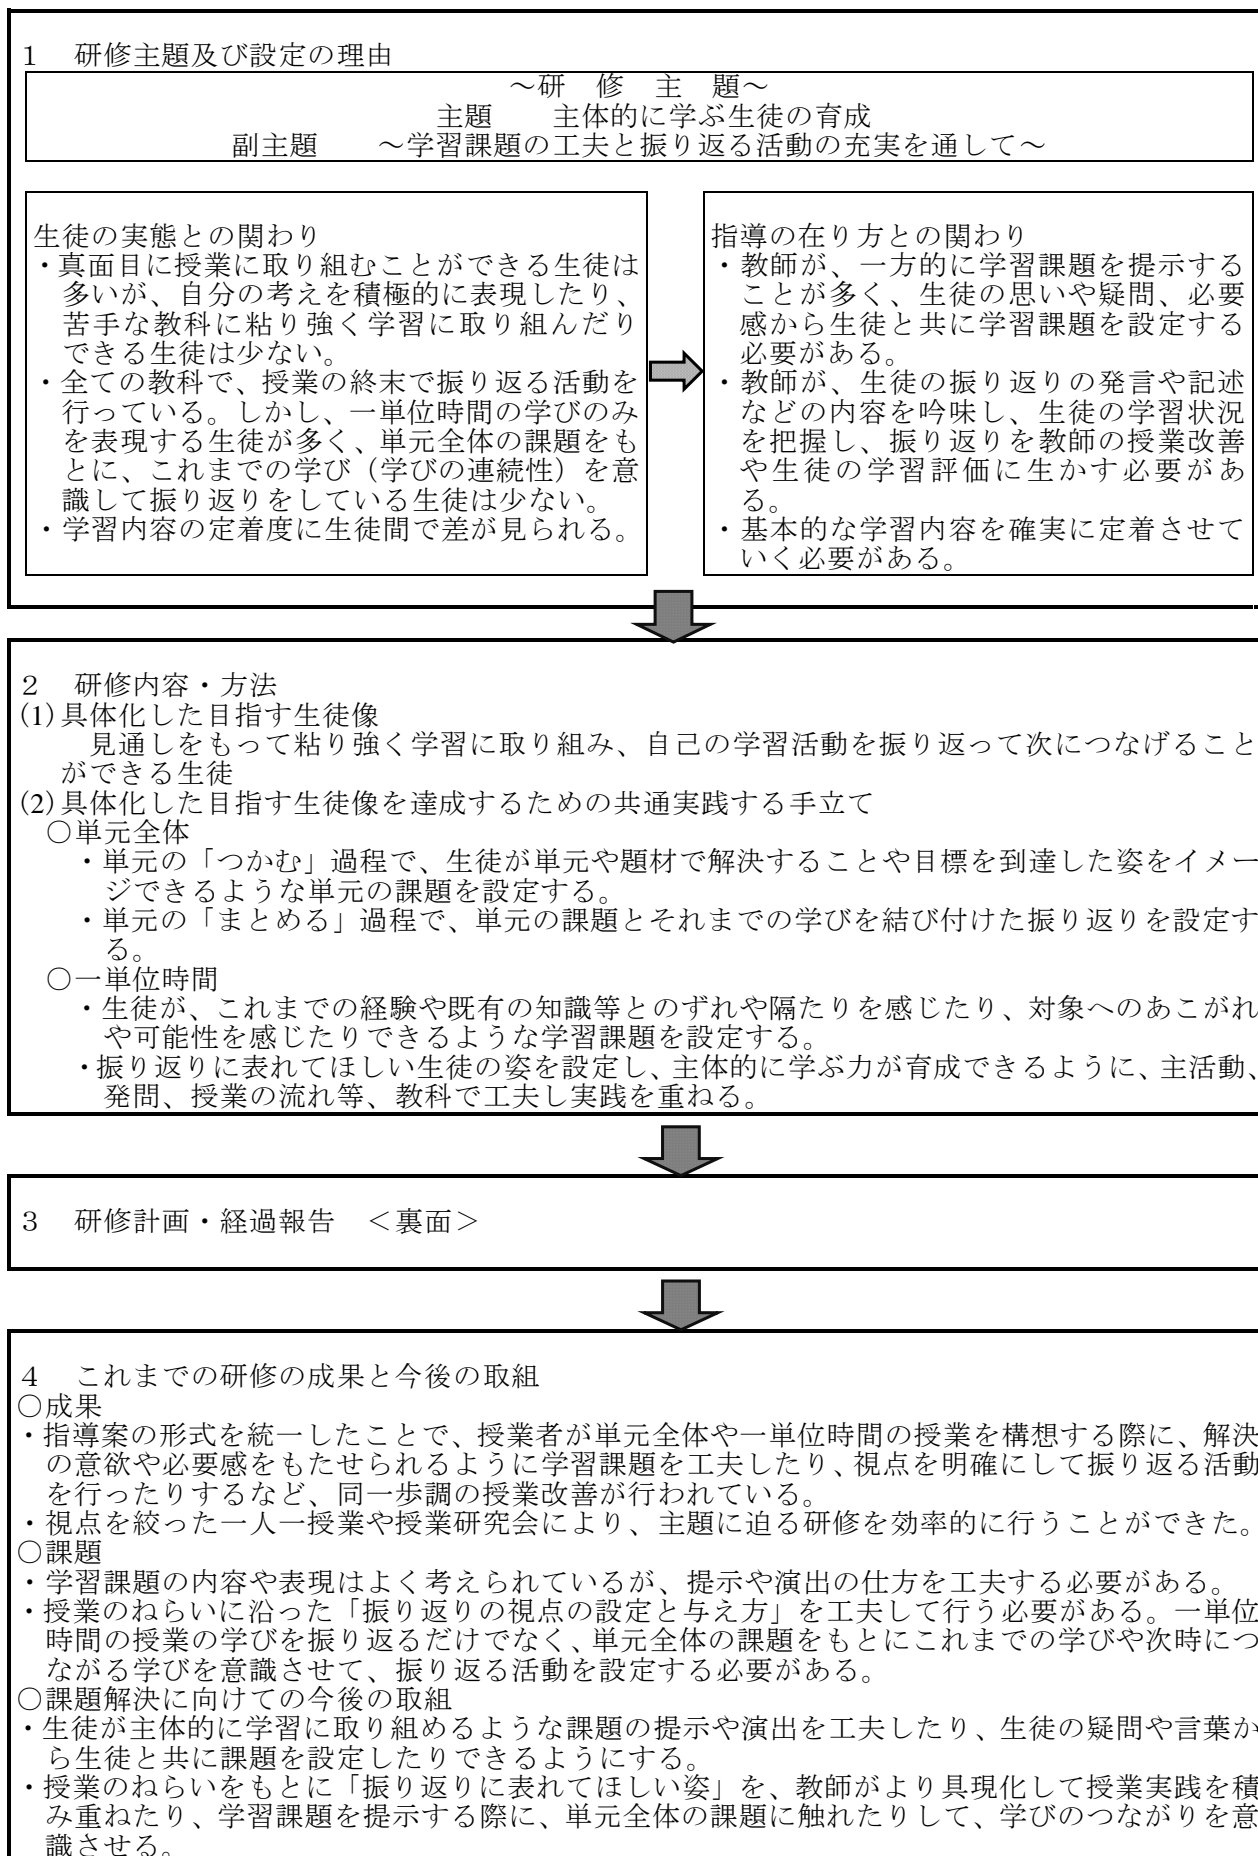 １　研修主題及び設定の理由
～研　修　主　題～
主題　　主体的に学ぶ生徒の育成
副主題　　～学習課題の工夫と振り返る活動の充実を通して～
生徒の実態との関わり
・真面目に授業に取り組むことができる生徒は
多いが、自分の考えを積極的に表現したり、
苦手な教科に粘り強く学習に取り組んだり
できる生徒は少ない。
・全ての教科で、授業の終末で振り返る活動を
行っている。しかし、一単位時間の学びのみ
を表現する生徒が多く、単元全体の課題をも
とに、これまでの学び（学びの連続性）を意
識して振り返りをしている生徒は少ない。
・学習内容の定着度に生徒間で差が見られる。
指導の在り方との関わり
・教師が、一方的に学習課題を提示する
ことが多く、生徒の思いや疑問、必要
感から生徒と共に学習課題を設定する
必要がある。
・教師が、生徒の振り返りの発言や記述
などの内容を吟味し、生徒の学習状況
を把握し、振り返りを教師の授業改善
や生徒の学習評価に生かす必要があ
る。
・基本的な学習内容を確実に定着させて
いく必要がある。
２　研修内容・方法
(1)具体化した目指す生徒像
見通しをもって粘り強く学習に取り組み、自己の学習活動を振り返って次につなげること
ができる生徒
(2)具体化した目指す生徒像を達成するための共通実践する手立て
○単元全体
・単元の「つかむ」過程で、生徒が単元や題材で解決することや目標を到達した姿をイメー
ジできるような単元の課題を設定する。
・単元の「まとめる」過程で、単元の課題とそれまでの学びを結び付けた振り返りを設定す
る。
○一単位時間
・生徒が、これまでの経験や既有の知識等とのずれや隔たりを感じたり、対象へのあこがれ
や可能性を感じたりできるような学習課題を設定する。
・振り返りに表れてほしい生徒の姿を設定し、主体的に学ぶ力が育成できるように、主活動、
発問、授業の流れ等、教科で工夫し実践を重ねる。
３　研修計画・経過報告　＜裏面＞
４　これまでの研修の成果と今後の取組
○成果
・指導案の形式を統一したことで、授業者が単元全体や一単位時間の授業を構想する際に、解決
の意欲や必要感をもたせられるように学習課題を工夫したり、視点を明確にして振り返る活動
を行ったりするなど、同一歩調の授業改善が行われている。
・視点を絞った一人一授業や授業研究会により、主題に迫る研修を効率的に行うことができた。
○課題
・学習課題の内容や表現はよく考えられているが、提示や演出の仕方を工夫する必要がある。
・授業のねらいに沿った「振り返りの視点の設定と与え方」を工夫して行う必要がある。一単位
時間の授業の学びを振り返るだけでなく、単元全体の課題をもとにこれまでの学びや次時につ
ながる学びを意識させて、振り返る活動を設定する必要がある。
○課題解決に向けての今後の取組
・生徒が主体的に学習に取り組めるような課題の提示や演出を工夫したり、生徒の疑問や言葉か
ら生徒と共に課題を設定したりできるようにする。
・授業のねらいをもとに「振り返りに表れてほしい姿」を、教師がより具現化して授業実践を積
み重ねたり、学習課題を提示する際に、単元全体の課題に触れたりして、学びのつながりを意
識させる。